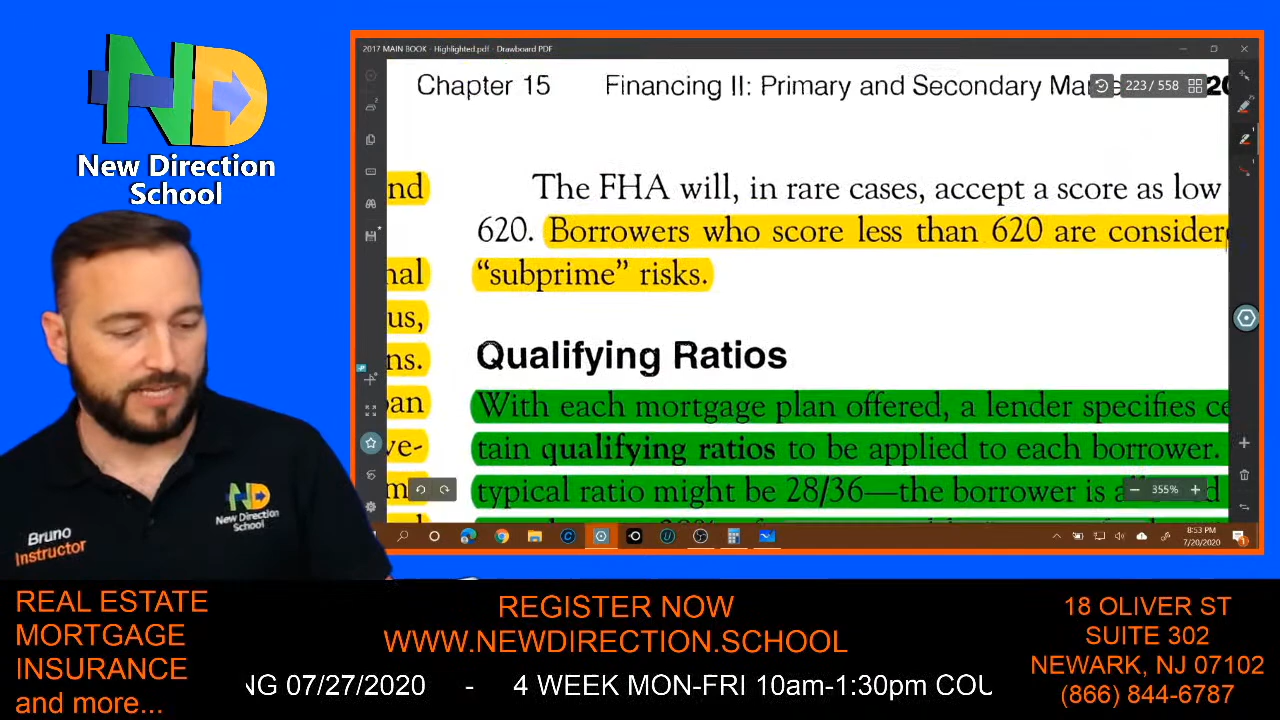 ND
New Direction
School
2017 MAIN BOOK - Highlighted.pdf - Drawboard PDF
Chapter 15 Financing II: Primary and Secondary Ma
223 / 558
The FHA will, in rare cases, accept a score as low
620. Borrowers who score less than 620 are consider
“subprime” risks.
Qualifying Ratios
With each mortgage plan offered, a lender specifies ce
tain qualifying ratios to be applied to each borrower.
typical ratio might be 28/36—the borrower is a
nd
nal
us,
ns.
oan
ve-
m
355%
8:53 PM
7/20/2020
ND
New Direction
School
Bruno
Instructor
REAL ESTATE
MORTGAGE
INSURANCE
and more...
REGISTER NOW
WWW.NEWDIRECTION.SCHOOL
NG 07/27/2020 - 4 WEEK MON-FRI 10am-1:30pm COU
18 OLIVER ST
SUITE 302
NEWARK, NJ 07102
(866) 844-6787